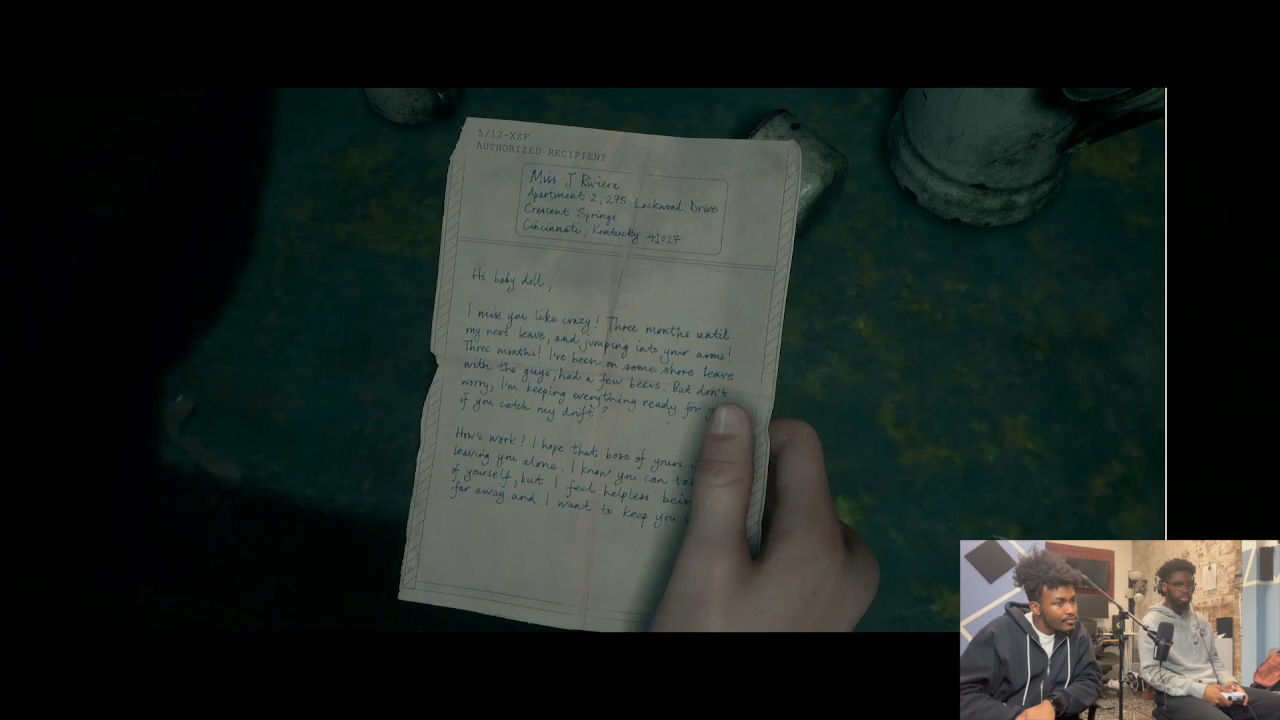 5/12-XZF
AUTHORIZED RECIPIENT
Miss J Riviera
Apartment 2, 295 Lockwood Drive
Crescent Springs
Cincinnati, Kentucky 41027
Hi baby doll,
I miss you like crazy! Three months until
my next leave, and jumping into your arms!
Three months! I've been on some shore leave
with the guys, had a few beers. But don't
worry, I'm keeping everything ready for
if you catch my drift?
How's work? I hope that boss of yours
leaving you alone. I know you can
of yourself, but I feel helpless
far away and I want to keep you